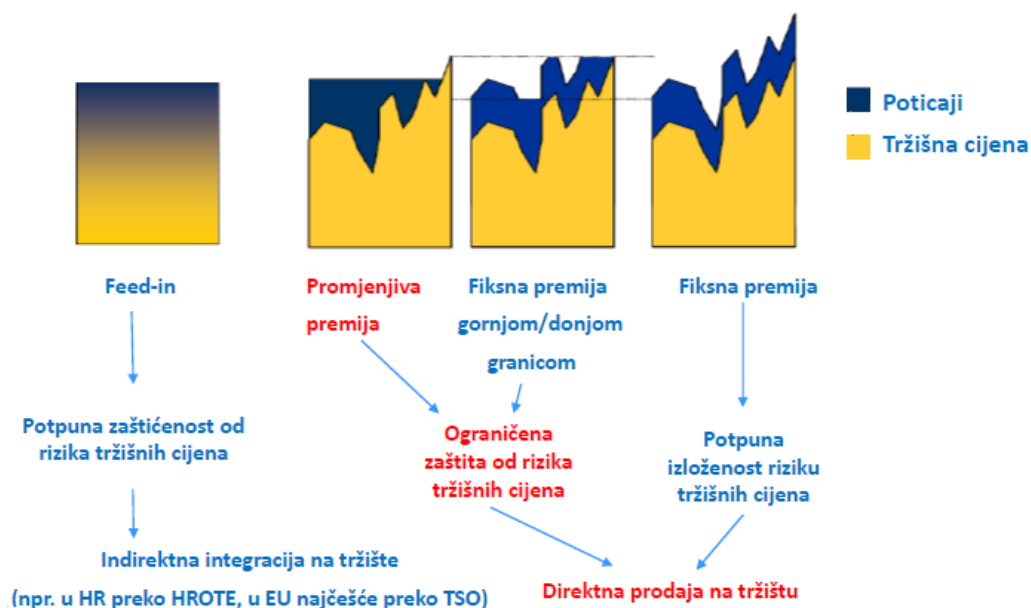 Poticaji
Tržišna cijena
Feed-in
Promjenjiva
premija
Fiksna premija
gornjom/donjom
granicom
Fiksna premija
Potpuna zaštićenost od
rizika tržišnih cijena
Ograničena
zaštita od rizika
tržišnih cijena
Potpuna
izloženost riziku
tržišnih cijena
Indirektna integracija na tržište
(npr. u HR preko HROTE, u EU najčešće preko TSO)
Direktna prodaja na tržištu